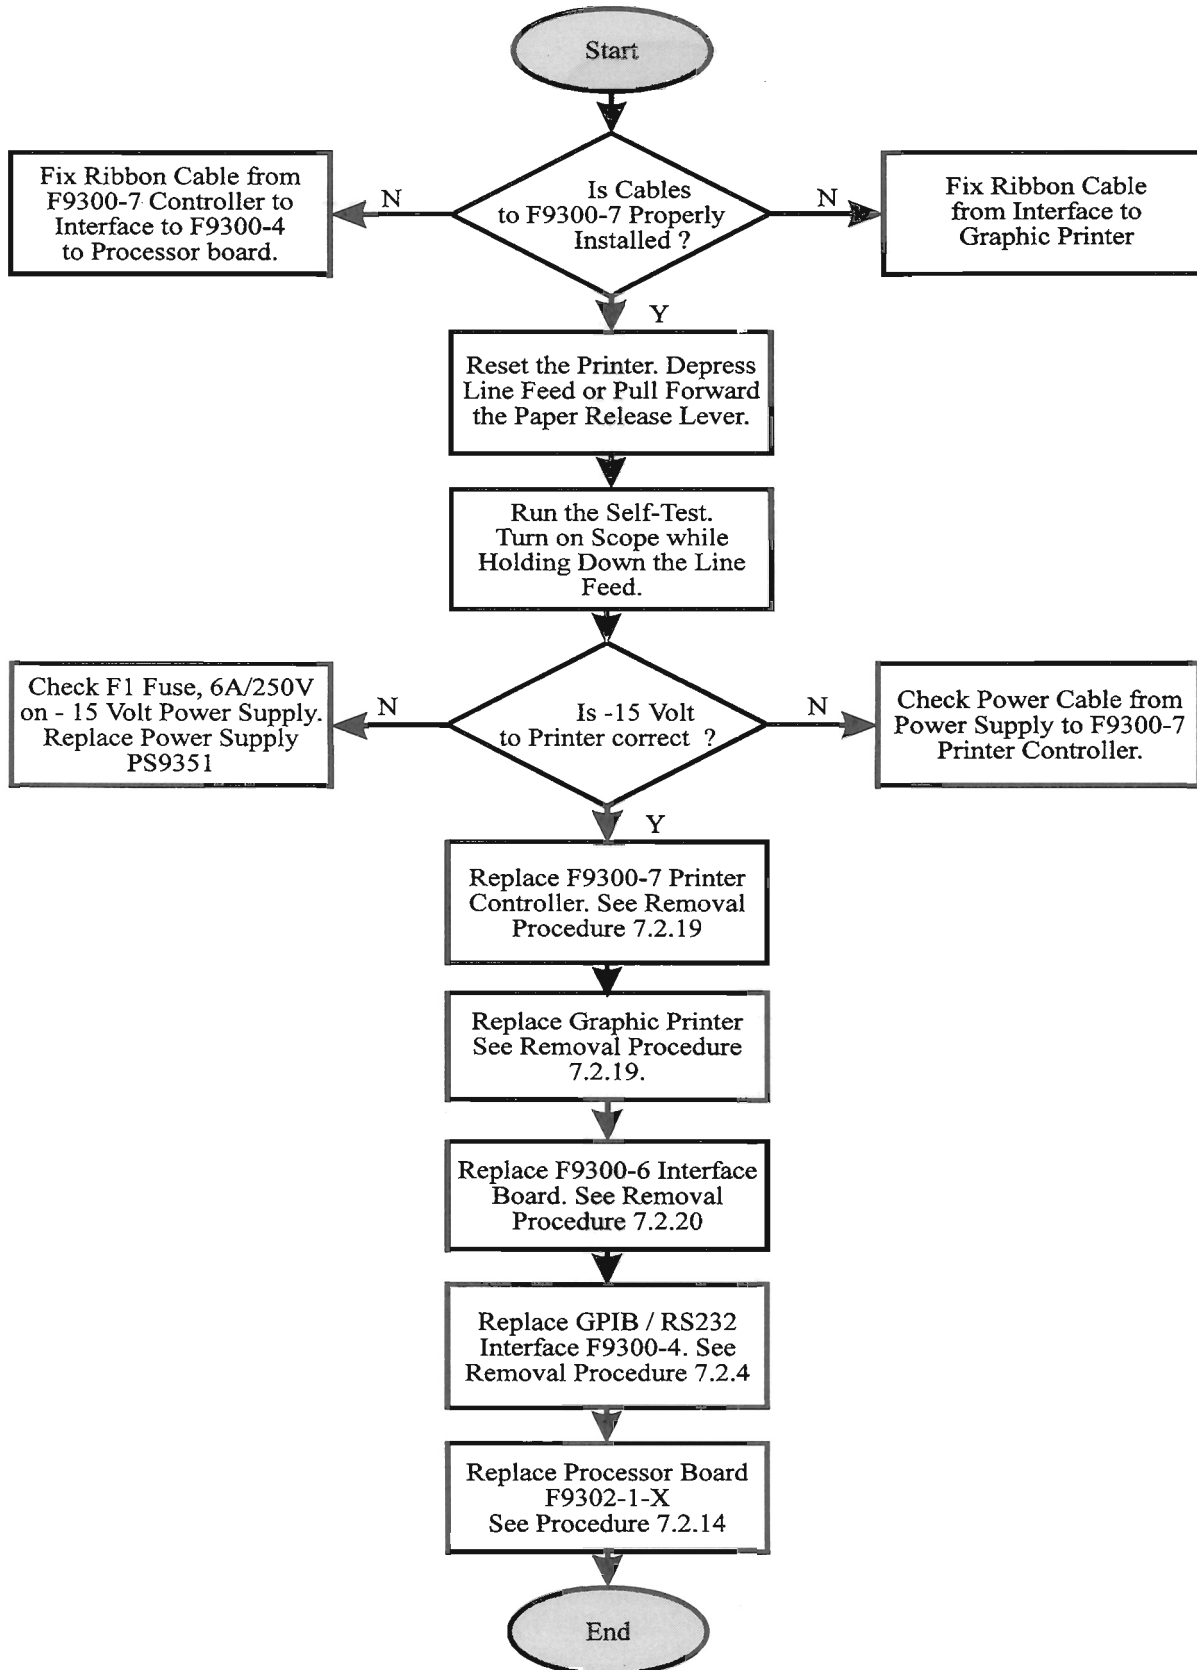 Start
Fix Ribbon Cable from
F9300-7 Controller to
Interface to F9300-4
to Processor board.
N
Is Cables
to F9300-7 Properly
Installed ?
N
Fix Ribbon Cable
from Interface to
Graphic Printer
Y
Reset the Printer. Depress
Line Feed or Pull Forward
the Paper Release Lever.
Run the Self-Test.
Turn on Scope while
Holding Down the Line
Feed.
Check F1 Fuse, 6A/250V
on - 15 Volt Power Supply.
Replace Power Supply
PS9351
N
Is -15 Volt
to Printer correct ?
N
Check Power Cable from
Power Supply to F9300-7
Printer Controller.
Y
Replace F9300-7 Printer
Controller. See Removal
Procedure 7.2.19
Replace Graphic Printer
See Removal Procedure
7.2.19.
Replace F9300-6 Interface
Board. See Removal
Procedure 7.2.20
Replace GPIB / RS232
Interface F9300-4. See
Removal Procedure 7.2.4
Replace Processor Board
F9302-1-X
See Procedure 7.2.14
End